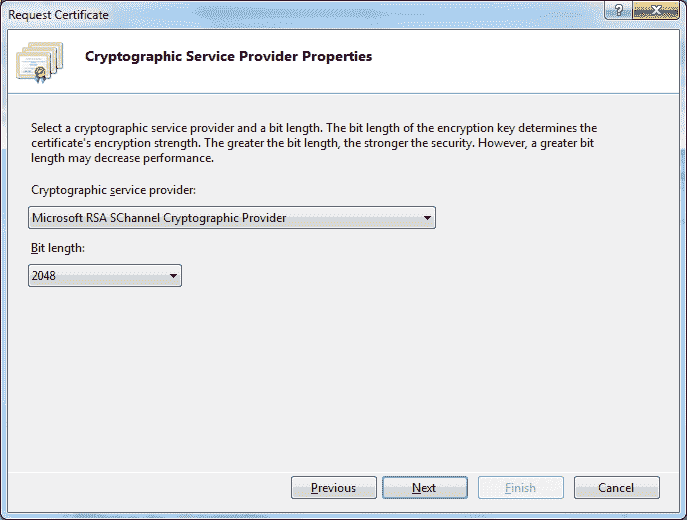 Request Certificate
?
Cryptographic Service Provider Properties
Select a cryptographic service provider and a bit length. The bit length of the encryption key determines the
certificate's encryption strength. The greater the bit length, the stronger the security. However, a greater bit
length may decrease performance.
Cryptographic service provider:
Microsoft RSA SChannel Cryptographic Provider
Bit length:
2048
Previous Next Finish Cancel